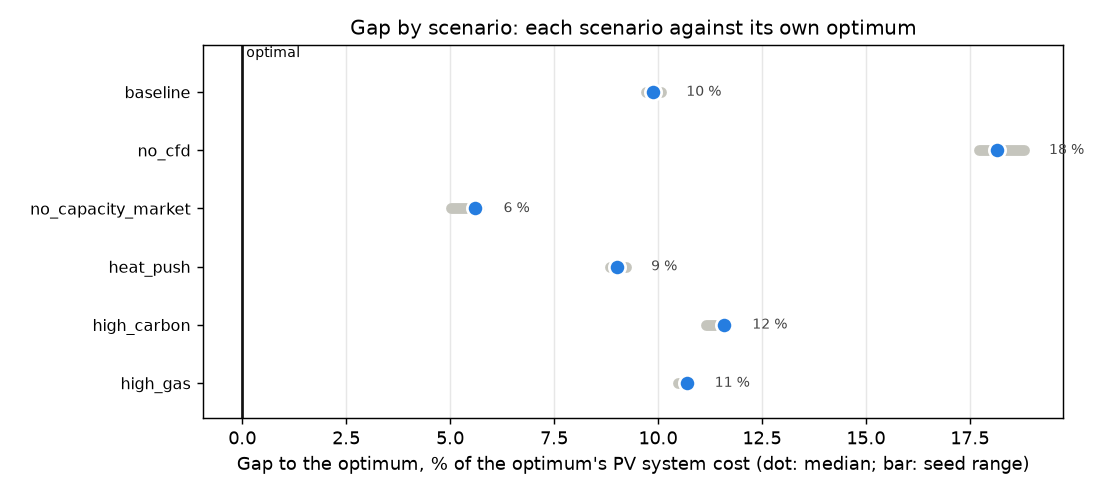 Gap by scenario: each scenario against its own optimum
optimal
baseline
10 %
no_cfd
18 %
no_capacity_market
6 %
heat_push
9 %
high_carbon
12 %
high_gas
11 %
0.0 2.5 5.0 7.5 10.0 12.5 15.0 17.5
Gap to the optimum, % of the optimum's PV system cost (dot: median; bar: seed range)